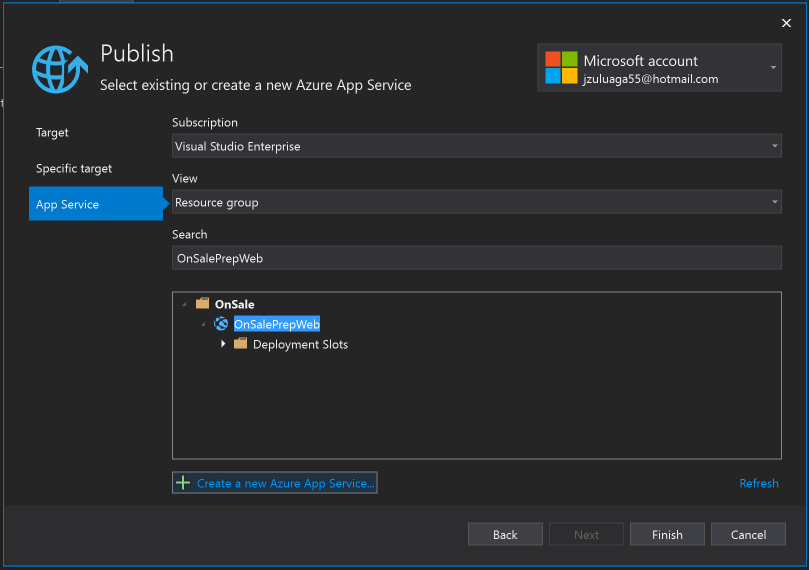 Publish
Select existing or create a new Azure App Service
Microsoft account
jzuluaga55@hotmail.com
Target
Specific target
App Service
Subscription
Visual Studio Enterprise
View
Resource group
Search
OnSalePrepWeb
OnSale
OnSalePrepWeb
Deployment Slots
Create a new Azure App Service...
Refresh
Back
Next
Finish
Cancel